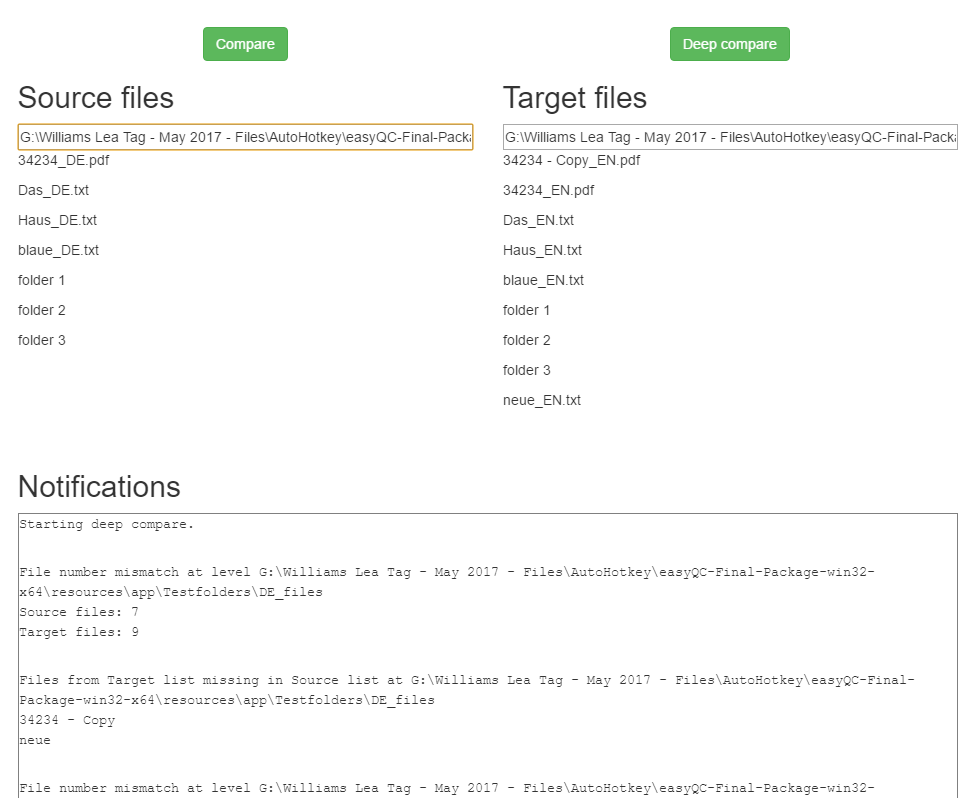 Compare
Deep compare
Source files
G:\Williams Lea Tag - May 2017 - Files\AutoHotkey\easyQC-Final-Packa
34234_DE.pdf
Das_DE.txt
Haus_DE.txt
blaue_DE.txt
folder 1
folder 2
folder 3
Target files
G:\Williams Lea Tag - May 2017 - Files\AutoHotkey\easyQC-Final-Packa
34234 - Copy_EN.pdf
34234_EN.pdf
Das_EN.txt
Haus_EN.txt
blaue_EN.txt
folder 1
folder 2
folder 3
neue_EN.txt
Notifications
Starting deep compare.
File number mismatch at level G:\Williams Lea Tag - May 2017 - Files\AutoHotkey\easyQC-Final-Package-win32-
x64\resources\app\Testfolders\DE_files
Source files: 7
Target files: 9
Files from Target list missing in Source list at G:\Williams Lea Tag - May 2017 - Files\AutoHotkey\easyQC-Final-
Package-win32-x64\resources\app\Testfolders\DE_files
34234 - Copy
neue
File number mismatch at level G:\Williams Lea Tag - May 2017 - Files\AutoHotkey\easyQC-Final-Package-win32-